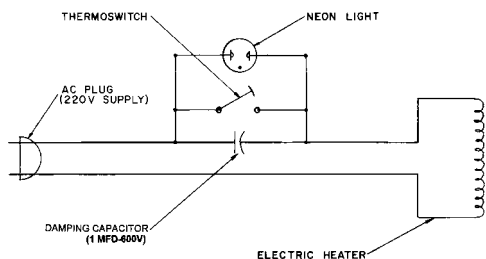 THERMOSWITCH
NEON LIGHT
AC PLUG
(220V SUPPLY)
DAMPING CAPACITOR
(1 MFD-600V)
ELECTRIC HEATER